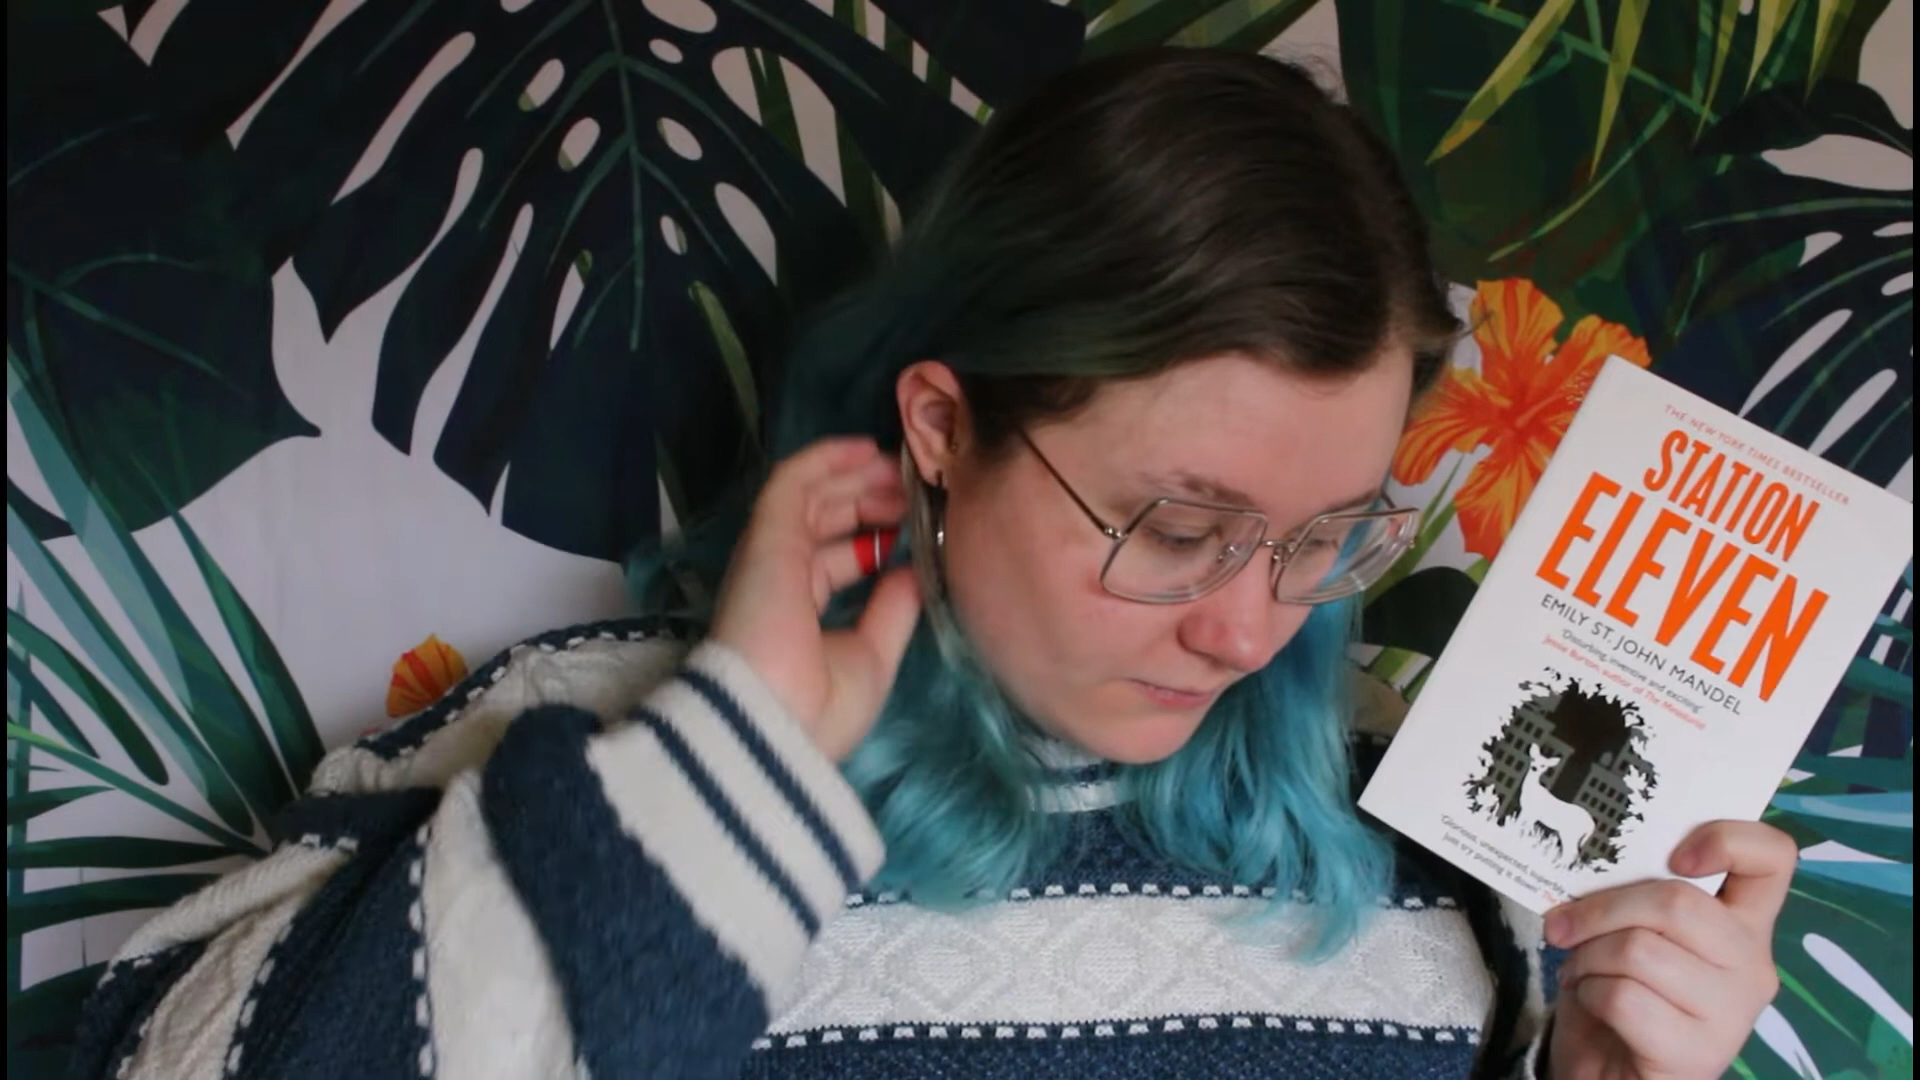 THE NEW YORK TIMES BESTSELLER
STATION
ELEVEN
EMILY ST. JOHN MANDEL
'Disturbing, inventive and exciting'
Jessie Burton, author of The Miniaturist
'Glorious, unexpected, superbly
just try putting it down'